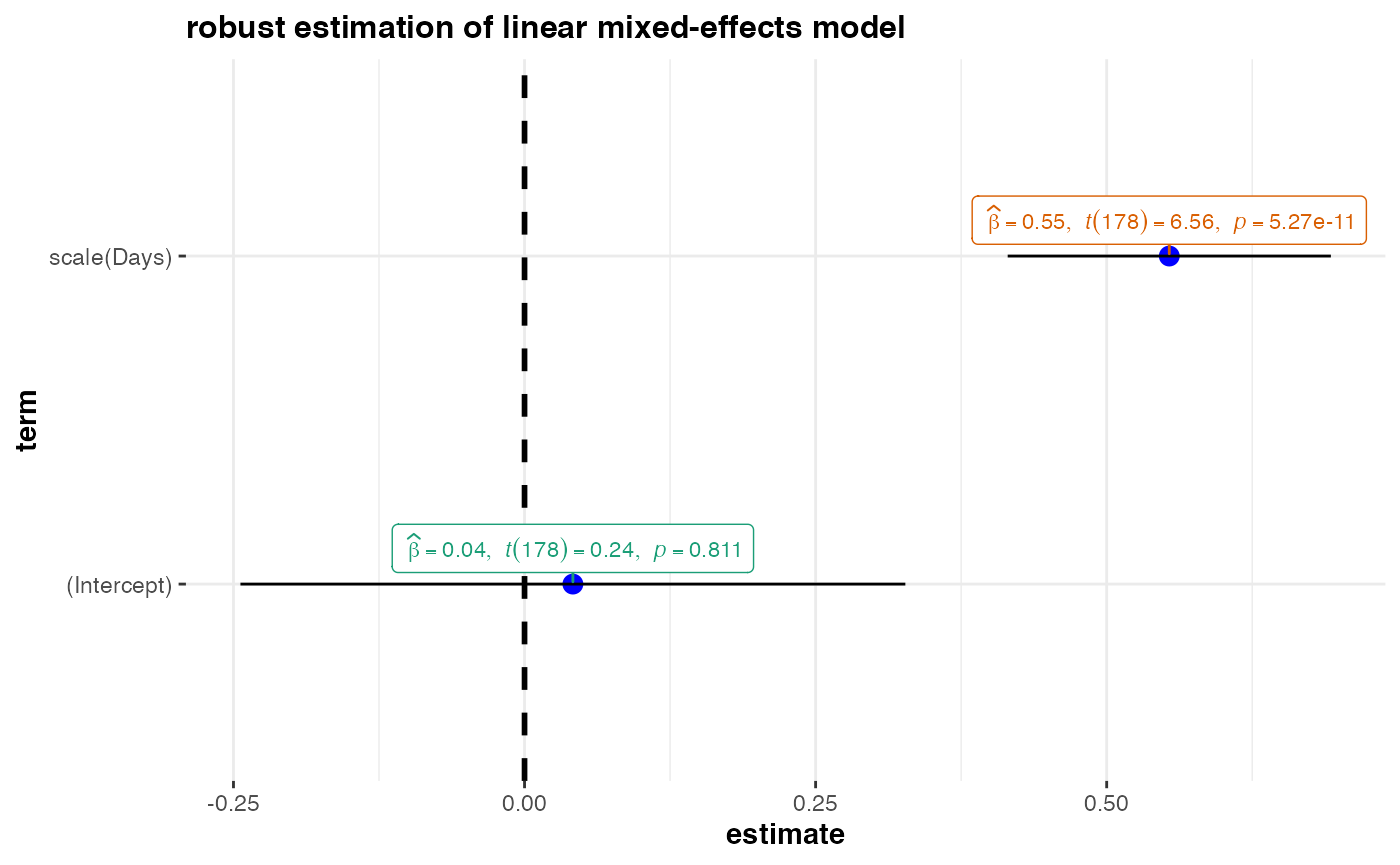 robust estimation of linear mixed-effects model
scale(Days)
β̂ = 0.55, t(178) = 6.56, p = 5.27e-11
term
β̂ = 0.04, t(178) = 0.24, p = 0.811
(Intercept)
-0.25 0.00 0.25 0.50
estimate